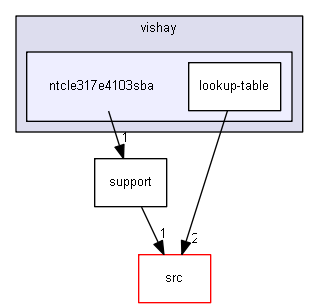 vishay
ntcle317e4103sba
lookup-table
1
support
1
2
src